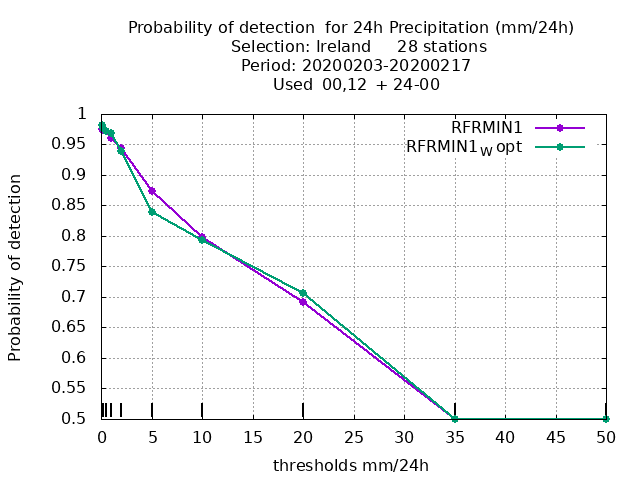 Probability of detection for 24h Precipitation (mm/24h)
Selection: Ireland 28 stations
Period: 20200203-20200217
Used 00,12 + 24-00
RFRMIN1
RFRMIN1W opt
Probability of detection
1
0.95
0.9
0.85
0.8
0.75
0.7
0.65
0.6
0.55
0.5
0 5 10 15 20 25 30 35 40 45 50
thresholds mm/24h